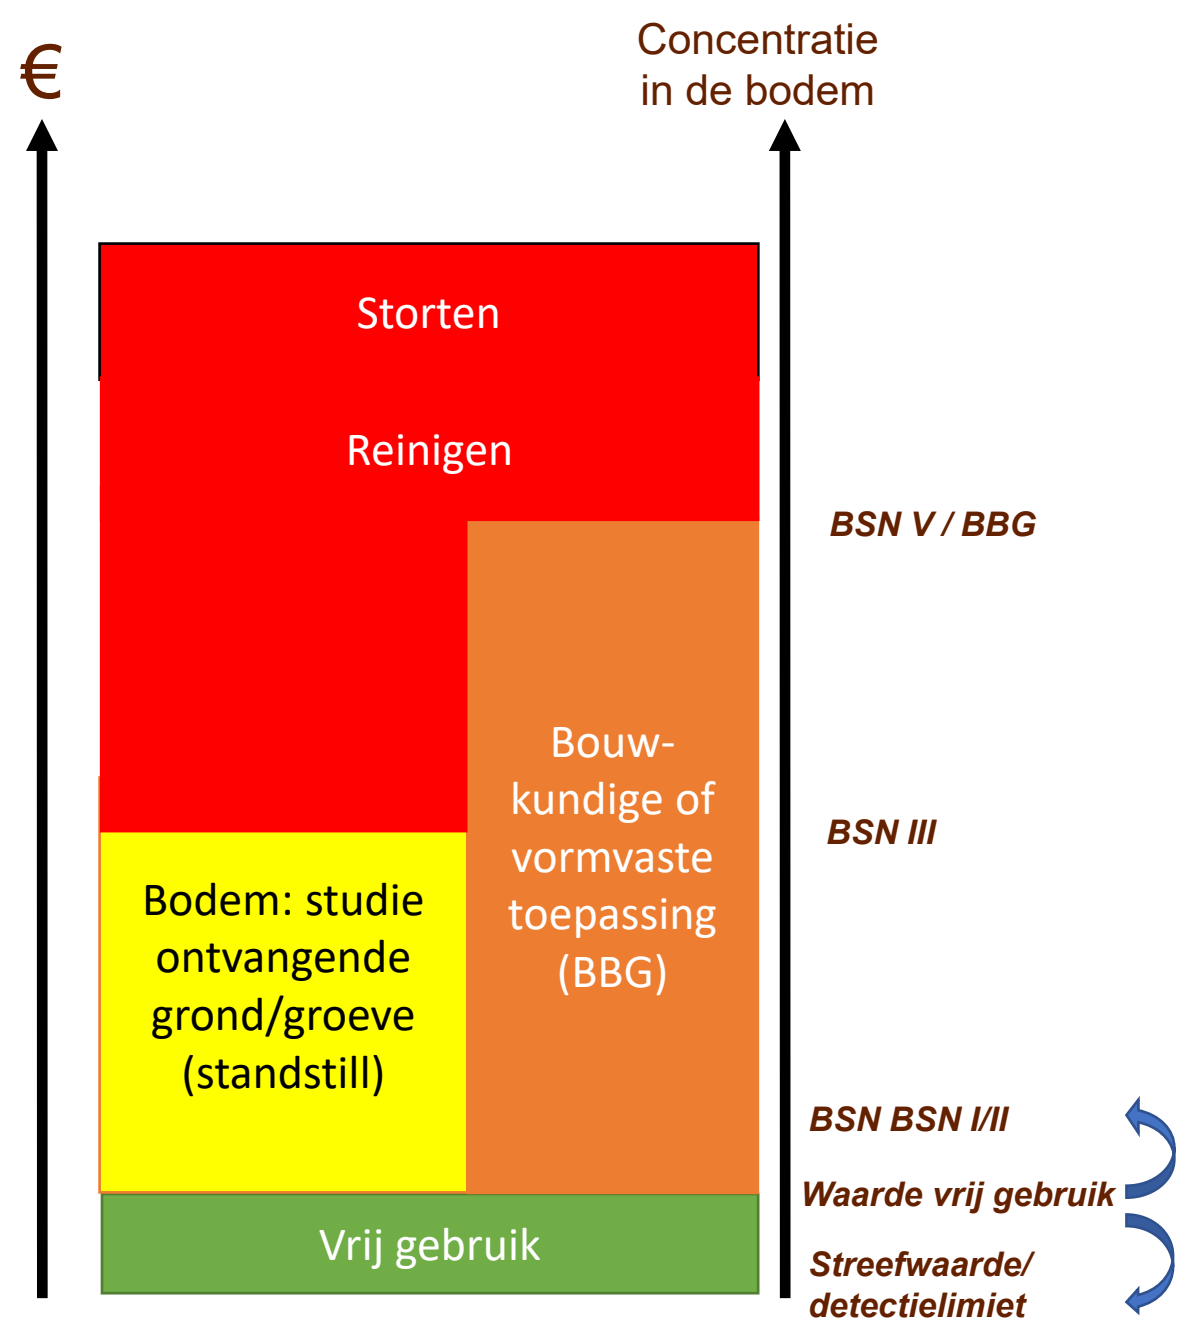 €
Concentratie
in de bodem
Storten
Reinigen
BSN V / BBG
Bouw-
kundige of
vormvaste
toepassing
(BBG)
BSN III
Bodem: studie
ontvangende
grond/groeve
(standstill)
BSN BSN I/II
Waarde vrij gebruik
Vrij gebruik
Streefwaarde/
detectielimiet